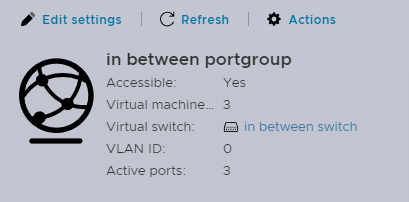 Edit settings | Refresh | Actions
in between portgroup
Accessible: Yes
Virtual machine... 3
Virtual switch: in between switch
VLAN ID: 0
Active ports: 3